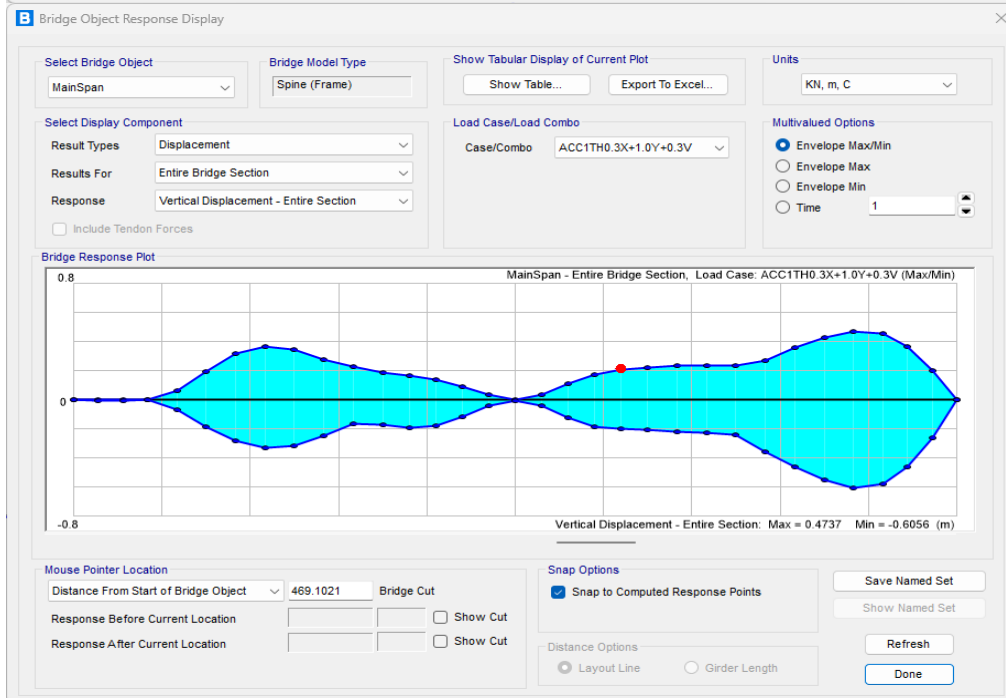 B Bridge Object Response Display
Select Bridge Object
MainSpan
Bridge Model Type
Spine (Frame)
Show Tabular Display of Current Plot
Show Table...
Export To Excel...
Units
KN, m, C
Select Display Component
Result Types
Displacement
Results For
Entire Bridge Section
Response
Vertical Displacement - Entire Section
Include Tendon Forces
Load Case/Load Combo
Case/Combo
ACC1TH0.3X+1.0Y+0.3V
Multivalued Options
Envelope Max/Min
Envelope Max
Envelope Min
Time
1
Bridge Response Plot
0.8
MainSpan - Entire Bridge Section, Load Case: ACC1TH0.3X+1.0Y+0.3V (Max/Min)
0
-0.8
Vertical Displacement - Entire Section: Max = 0.4737 Min = -0.6056 (m)
Mouse Pointer Location
Distance From Start of Bridge Object
469.1021
Bridge Cut
Response Before Current Location
Show Cut
Response After Current Location
Show Cut
Snap Options
Snap to Computed Response Points
Distance Options
Layout Line
Girder Length
Save Named Set
Show Named Set
Refresh
Done